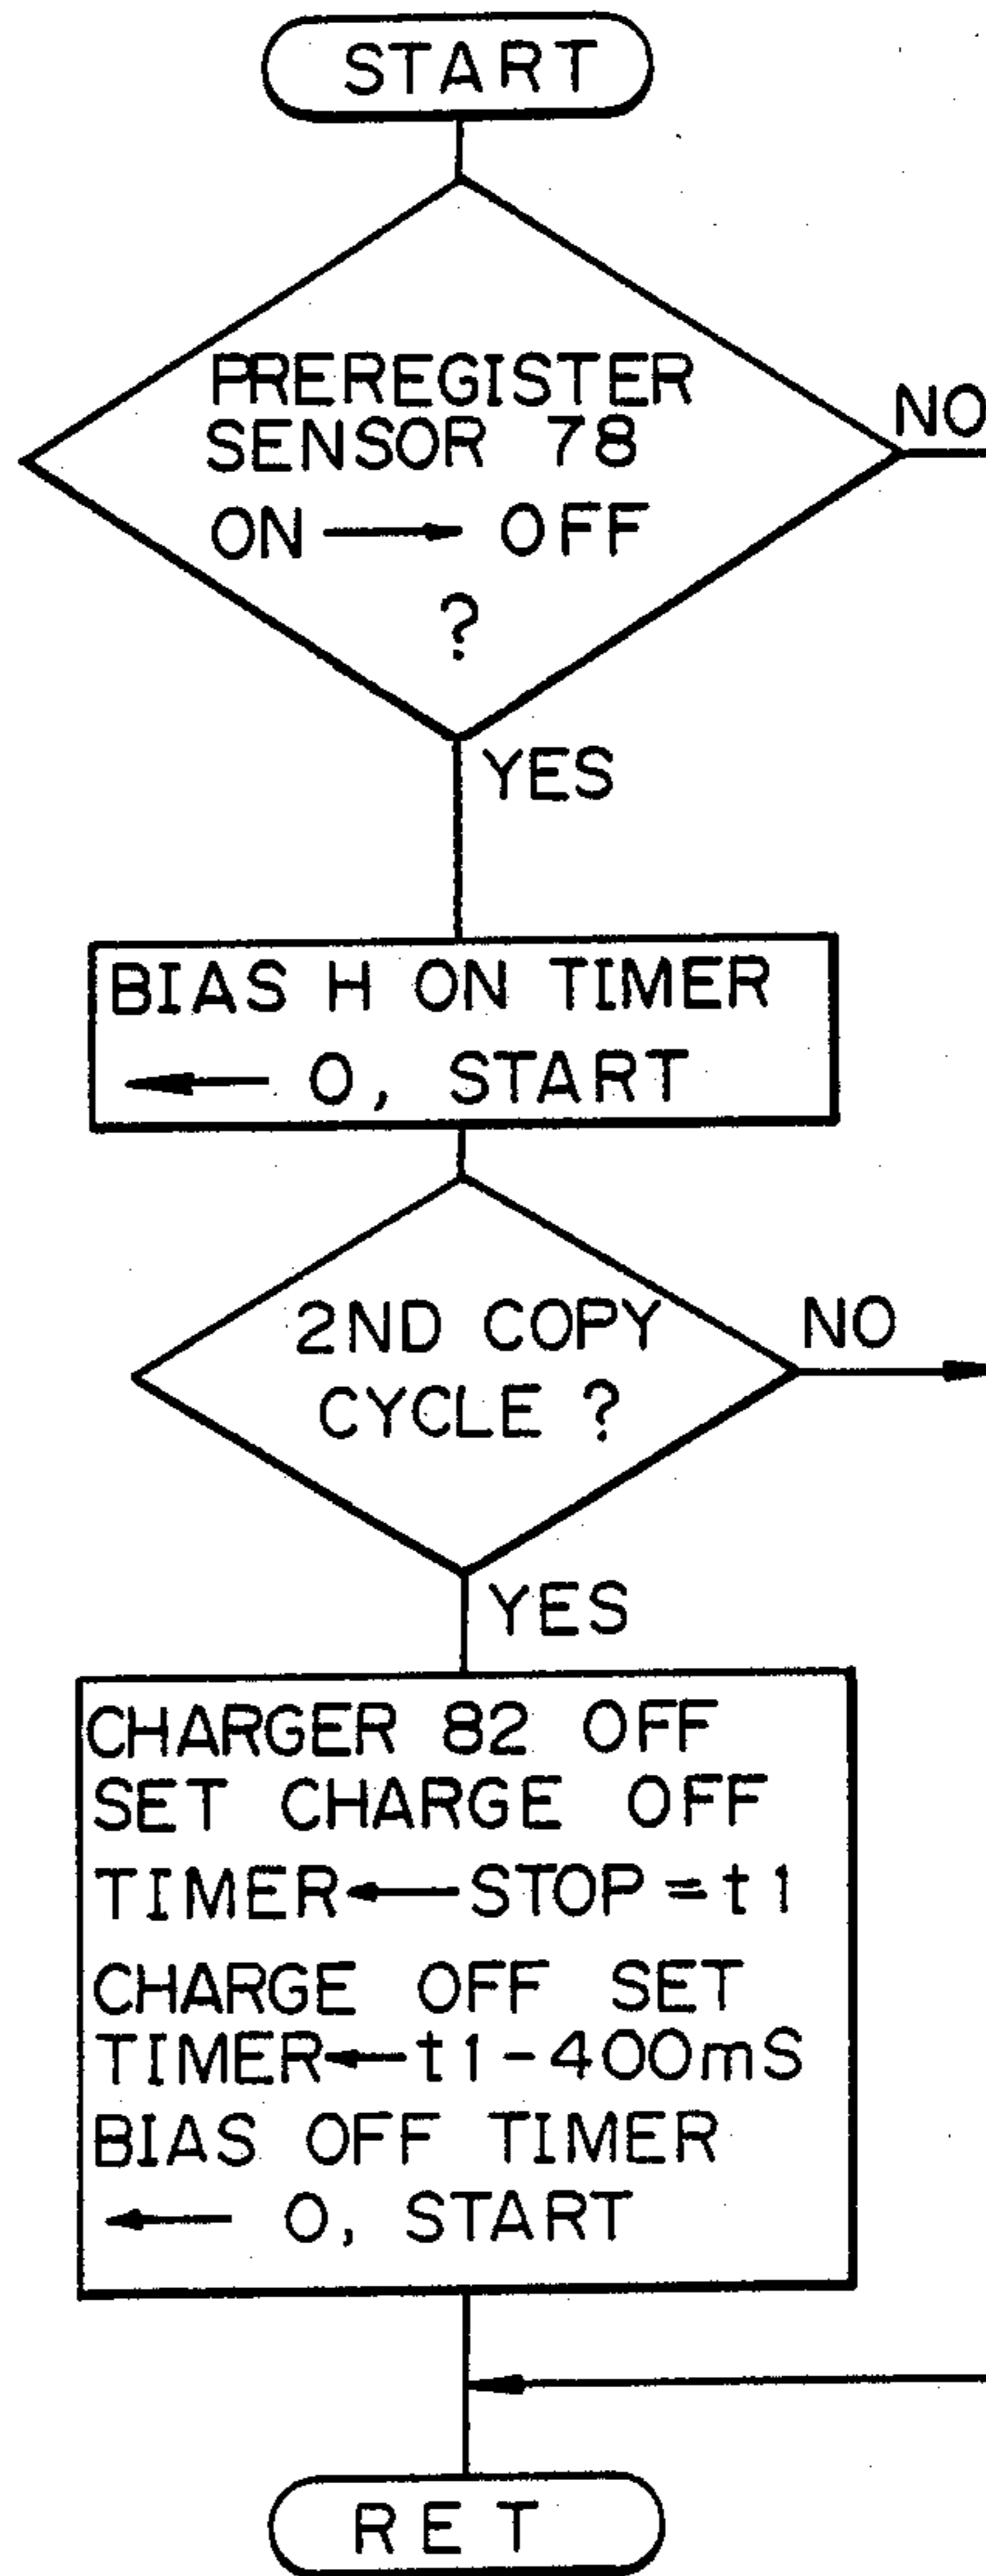 START
PREREGISTER
SENSOR 78
ON → OFF
?
NO
YES
BIAS H ON TIMER
← 0, START
2ND COPY
CYCLE ?
NO
YES
CHARGER 82 OFF
SET CHARGE OFF
TIMER ← STOP = t1
CHARGE OFF SET
TIMER ← t1 - 400mS
BIAS OFF TIMER
← 0, START
RET